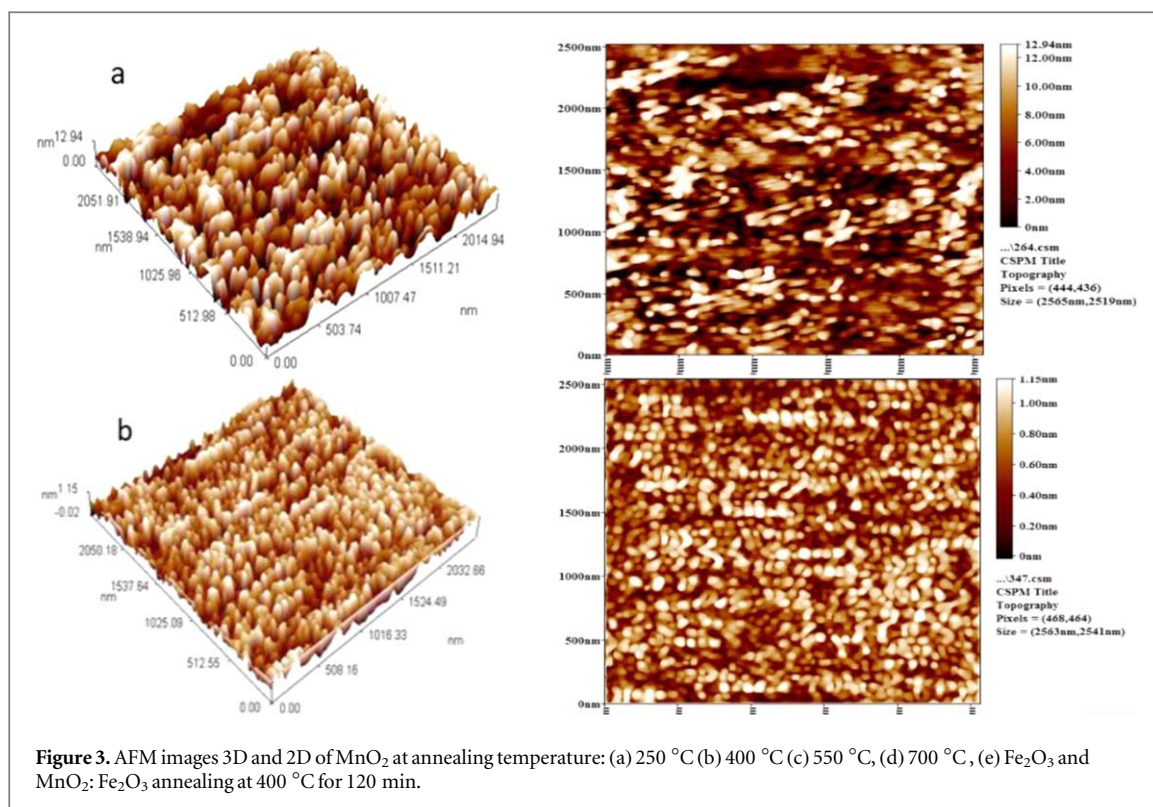 a
nm 12.94
0.00
2051.91
1538.94
nm
1025.96
512.98
0.00
0.00
503.74
1007.47
1511.21
2014.94
nm
2500nm
2000nm
1500nm
1000nm
500nm
0nm
12.94nm
12.00nm
10.00nm
8.00nm
6.00nm
4.00nm
2.00nm
0nm
...\264.csm
CSPM Title
Topography
Pixels = (444,436)
Size = (2565nm,2519nm)
b
nm 1.15
-0.02
2050.18
1537.64
nm
1025.09
512.55
0.00
0.00
508.16
1016.33
1524.49
2032.66
nm
2500nm
2000nm
1500nm
1000nm
500nm
0nm
1.15nm
1.00nm
0.80nm
0.60nm
0.40nm
0.20nm
0nm
...\347.csm
CSPM Title
Topography
Pixels = (468,464)
Size = (2563nm,2541nm)
Figure 3. AFM images 3D and 2D of MnO₂ at annealing temperature: (a) 250 °C (b) 400 °C (c) 550 °C, (d) 700 °C, (e) Fe₂O₃ and
MnO₂: Fe₂O₃ annealing at 400 °C for 120 min.